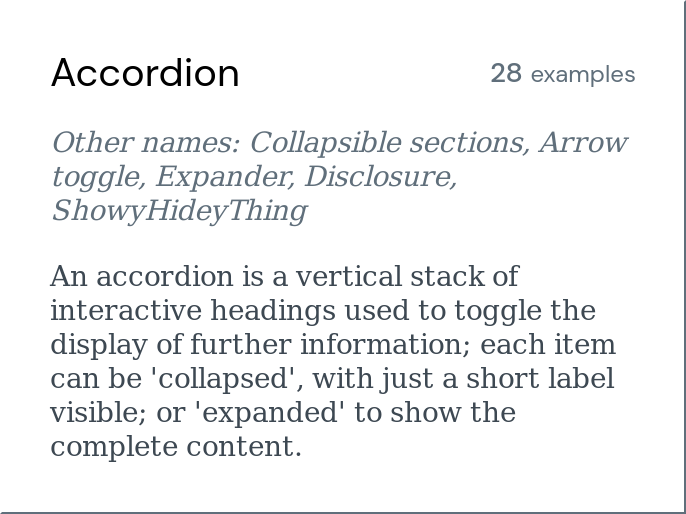 Accordion
28 examples
Other names: Collapsible sections, Arrow
toggle, Expander, Disclosure,
ShowyHideyThing
An accordion is a vertical stack of
interactive headings used to toggle the
display of further information; each item
can be 'collapsed', with just a short label
visible; or 'expanded' to show the
complete content.